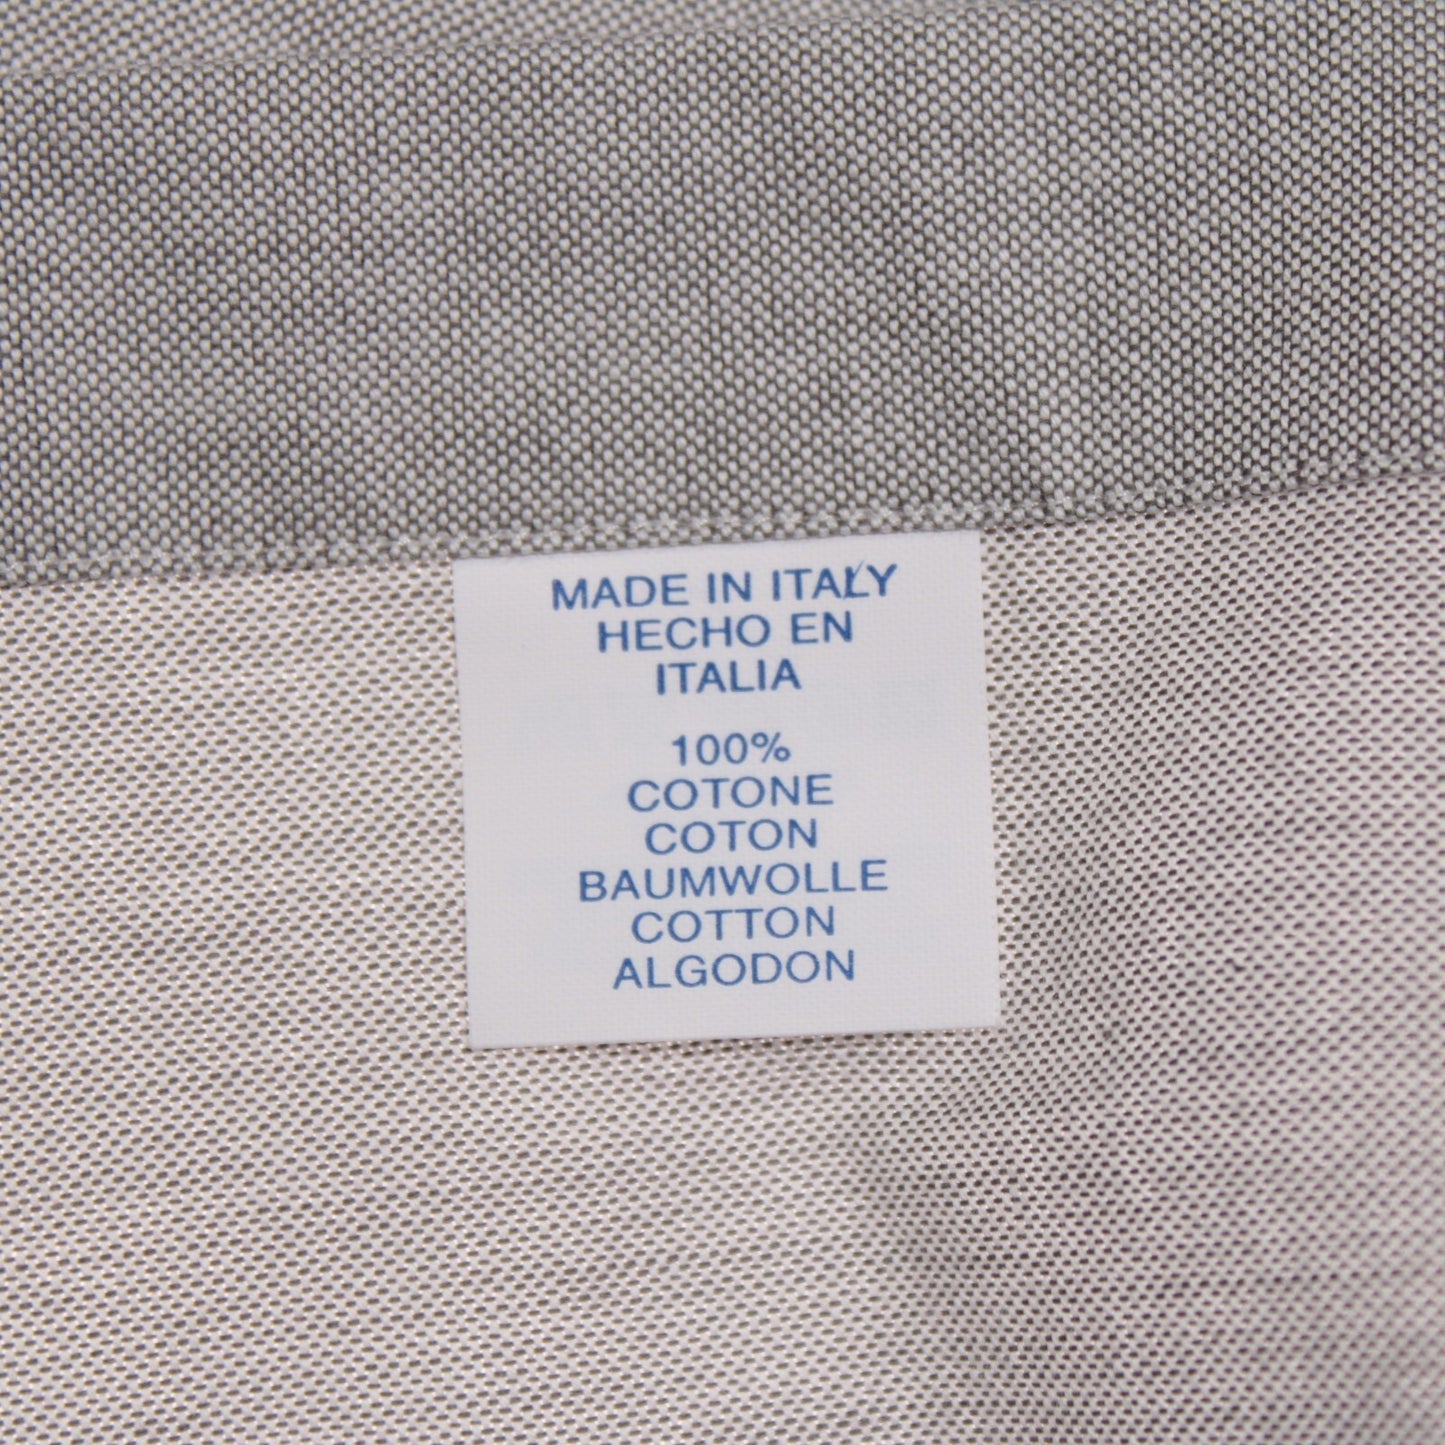 MADE IN ITALY
HECHO EN
ITALIA
100%
COTONE
COTON
BAUMWOLLE
COTTON
ALGODON